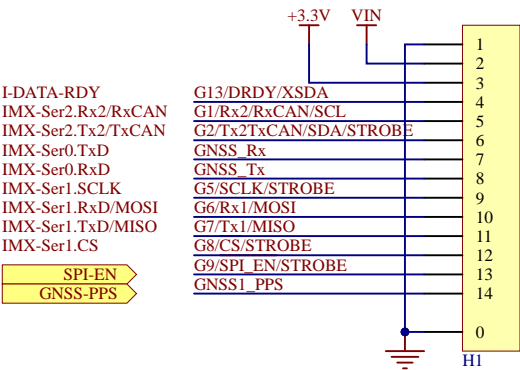 +3.3V VIN
1
2
3
I-DATA-RDY G13/DRDY/XSDA 4
IMX-Ser2.Rx2/RxCAN G1/Rx2/RxCAN/SCL 5
IMX-Ser2.Tx2/TxCAN G2/Tx2TxCAN/SDA/STROBE 6
IMX-Ser0.TxD GNSS_Rx 7
IMX-Ser0.RxD GNSS_Tx 8
IMX-Ser1.SCLK G5/SCLK/STROBE 9
IMX-Ser1.RxD/MOSI G6/Rx1/MOSI 10
IMX-Ser1.TxD/MISO G7/Tx1/MISO 11
IMX-Ser1.CS G8/CS/STROBE 12
SPI-EN G9/SPI_EN/STROBE 13
GNSS-PPS GNSS1_PPS 14
0
H1